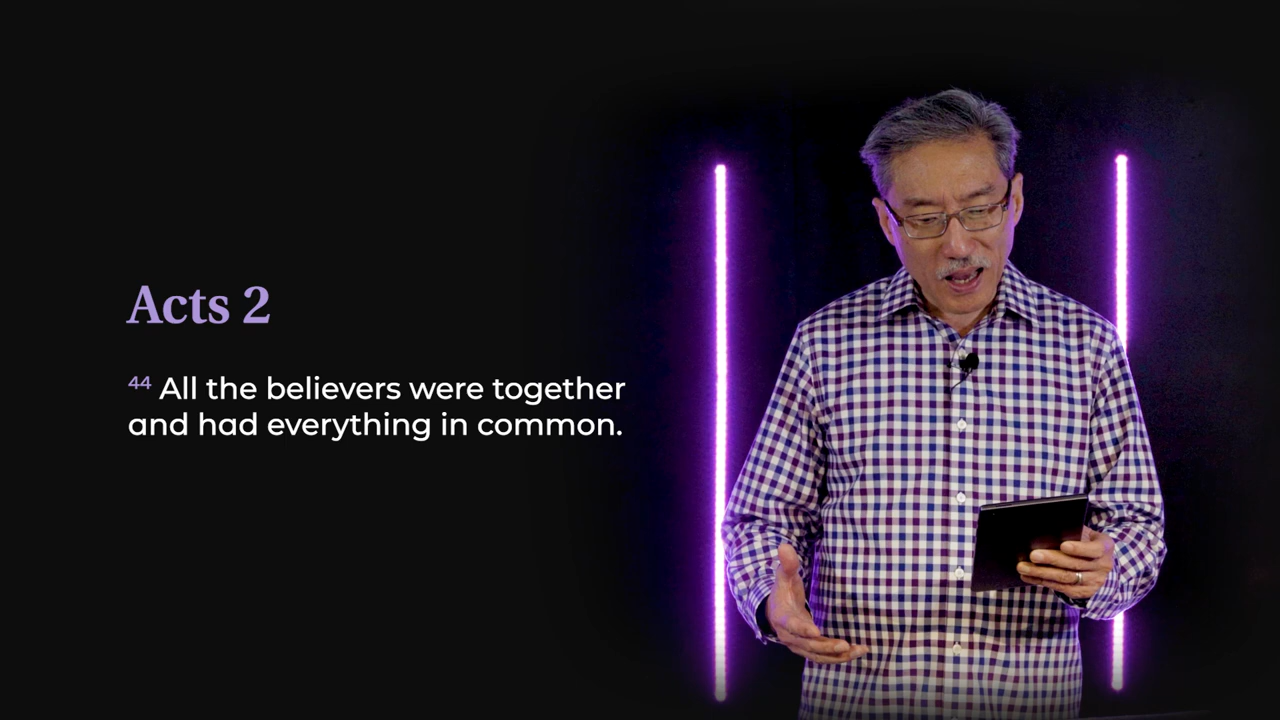 Acts 2
44 All the believers were together
and had everything in common.